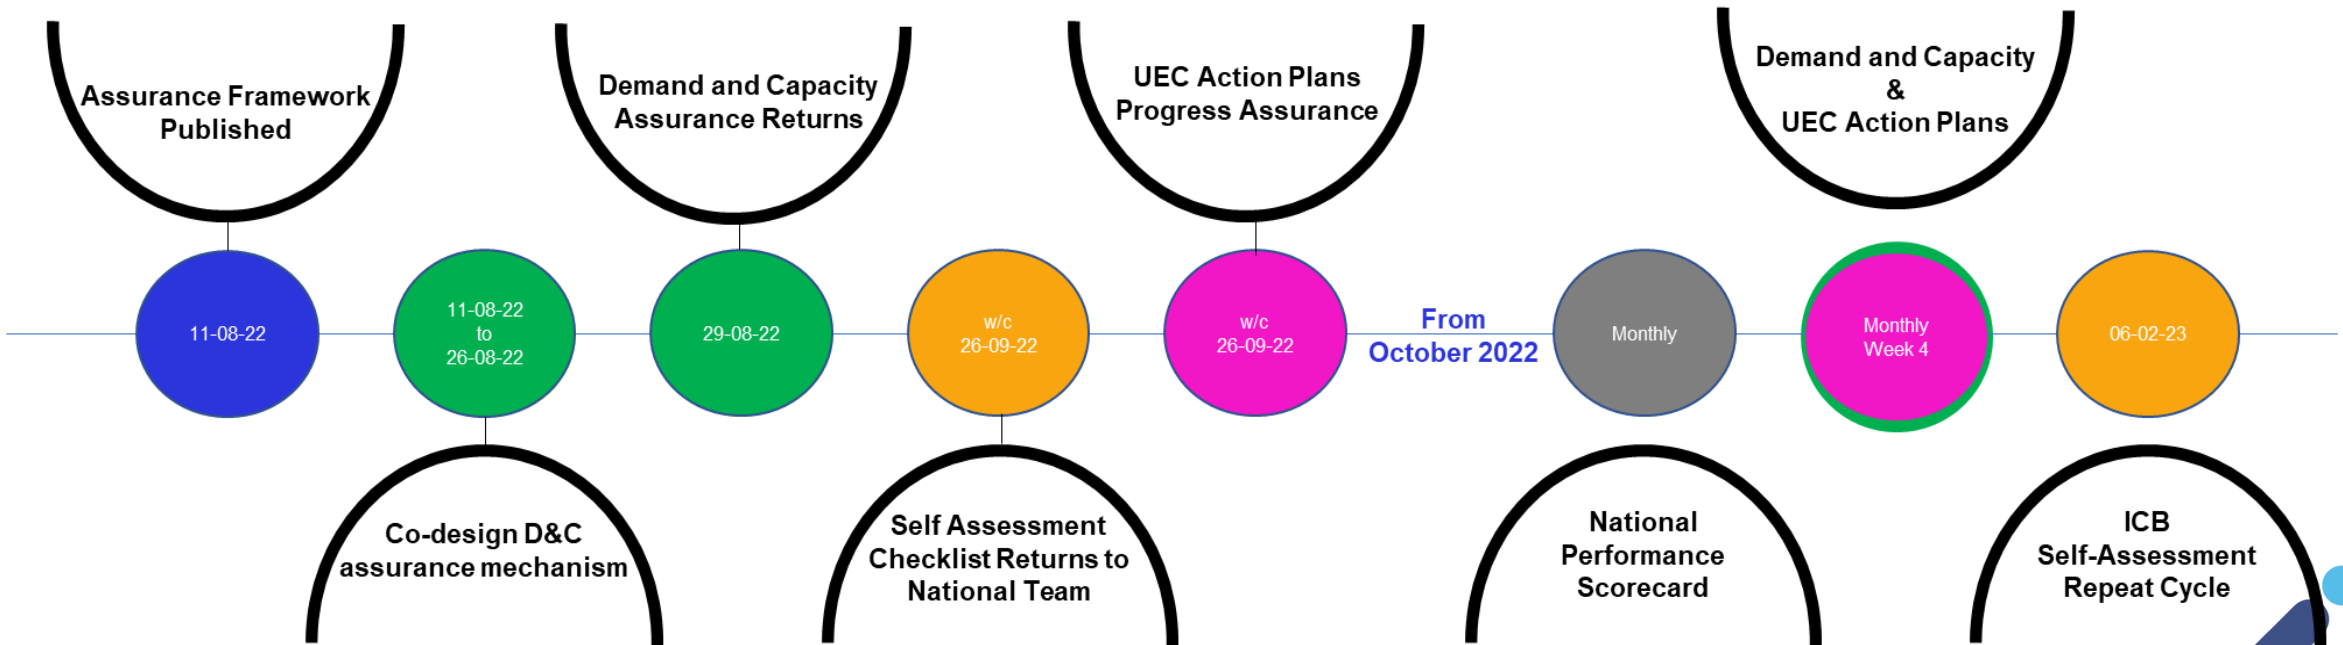 Assurance Framework
Published
11-08-22
11-08-22
to
26-08-22
Co-design D&C
assurance mechanism
Demand and Capacity
Assurance Returns
29-08-22
w/c
26-09-22
Self Assessment
Checklist Returns to
National Team
UEC Action Plans
Progress Assurance
w/c
26-09-22
From
October 2022
Monthly
National
Performance
Scorecard
Demand and Capacity
&
UEC Action Plans
Monthly
Week 4
06-02-23
ICB
Self-Assessment
Repeat Cycle